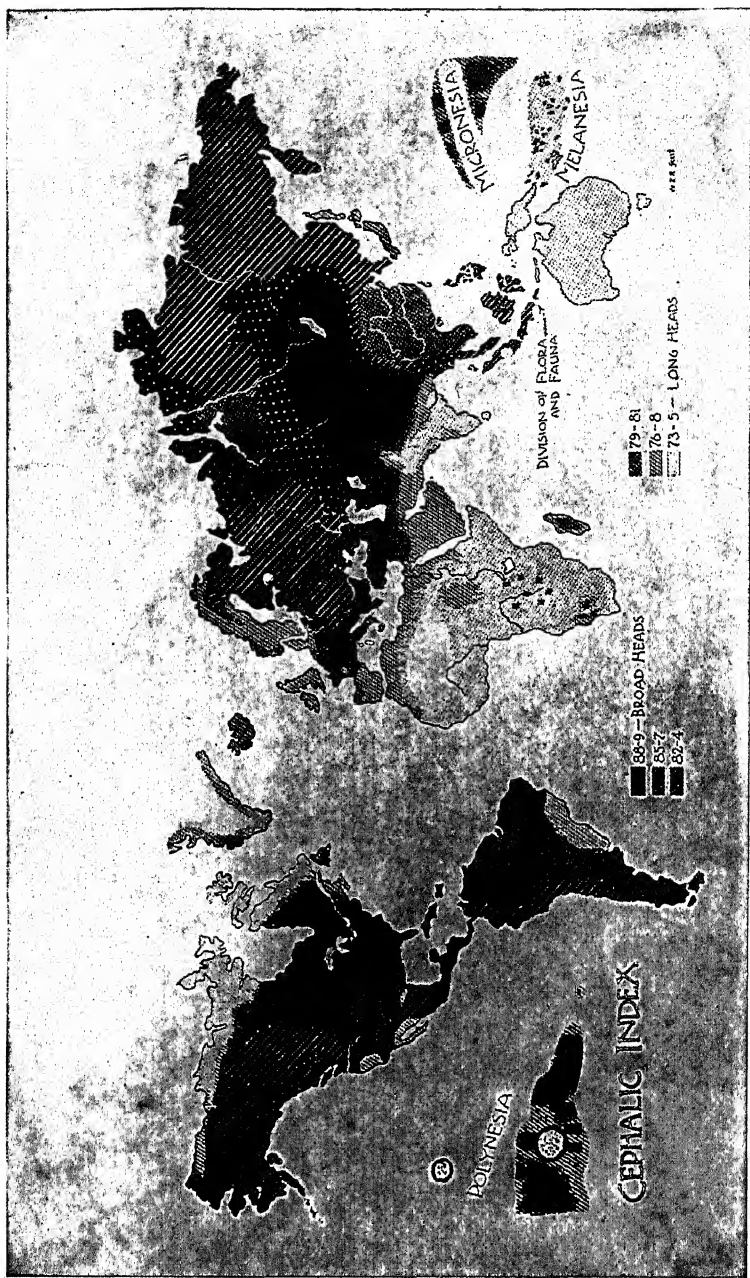 CEPHALIC INDEX
POLYNESIA
88-9 — BROAD HEADS
85-7
82-4
79-81
76-8
73-5 — LONG HEADS
DIVISION OF FLORA
AND FAUNA
MICRONESIA
MELANESIA